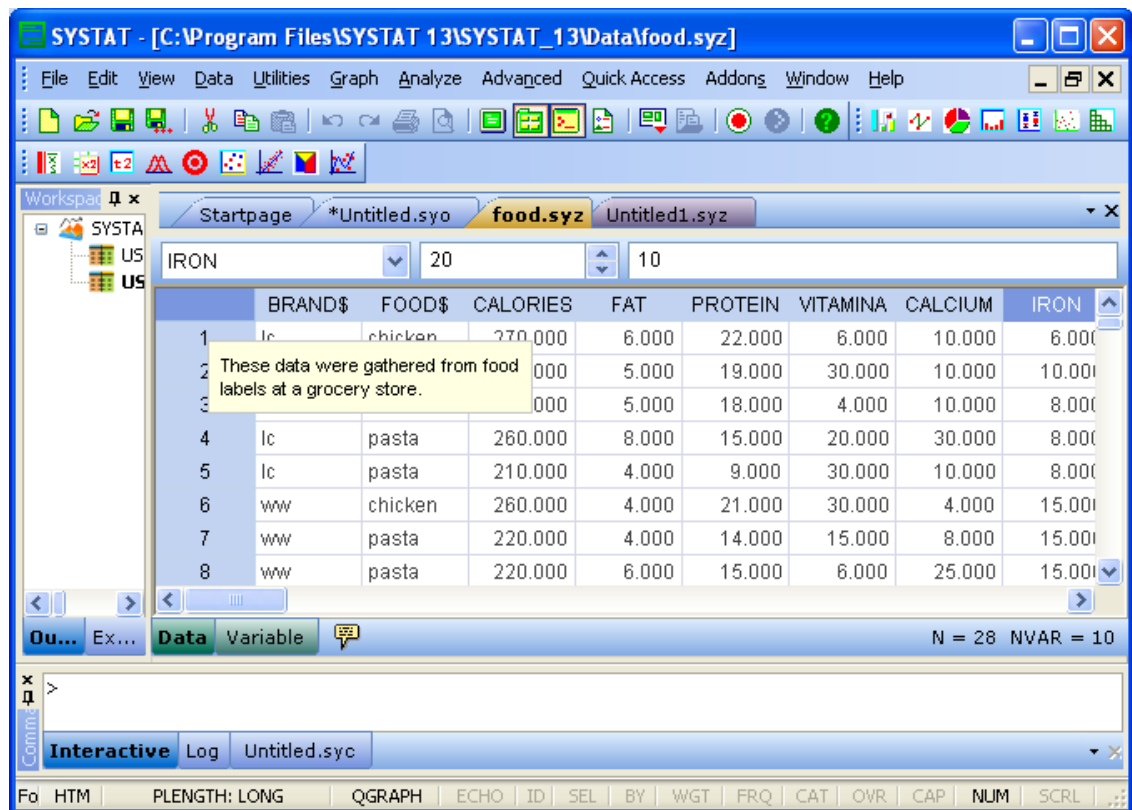 SYSTAT - [C:\Program Files\SYSTAT 13\SYSTAT_13\Data\food.syz]
File Edit View Data Utilities Graph Analyze Advanced Quick Access Addons Window Help
Workspac
Startpage *Untitled.syo food.syz Untitled1.syz
SYSTA
US
US
IRON 20 10
BRAND$ FOOD$ CALORIES FAT PROTEIN VITAMINA CALCIUM IRON
1 lc chicken 270.000 6.000 22.000 6.000 10.000 6.000
2 000 5.000 19.000 30.000 10.000 10.000
3 000 5.000 18.000 4.000 10.000 8.000
These data were gathered from food
labels at a grocery store.
4 lc pasta 260.000 8.000 15.000 20.000 30.000 8.000
5 lc pasta 210.000 4.000 9.000 30.000 10.000 8.000
6 ww chicken 260.000 4.000 21.000 30.000 4.000 15.000
7 ww pasta 220.000 4.000 14.000 15.000 8.000 15.000
8 ww pasta 220.000 6.000 15.000 6.000 25.000 15.000
Ou... Ex... Data Variable N = 28 NVAR = 10
>
Comma
Interactive Log Untitled.syc
Fo HTM PLENGTH: LONG QGRAPH ECHO ID SEL BY WGT FRQ CAT OVR CAP NUM SCRL